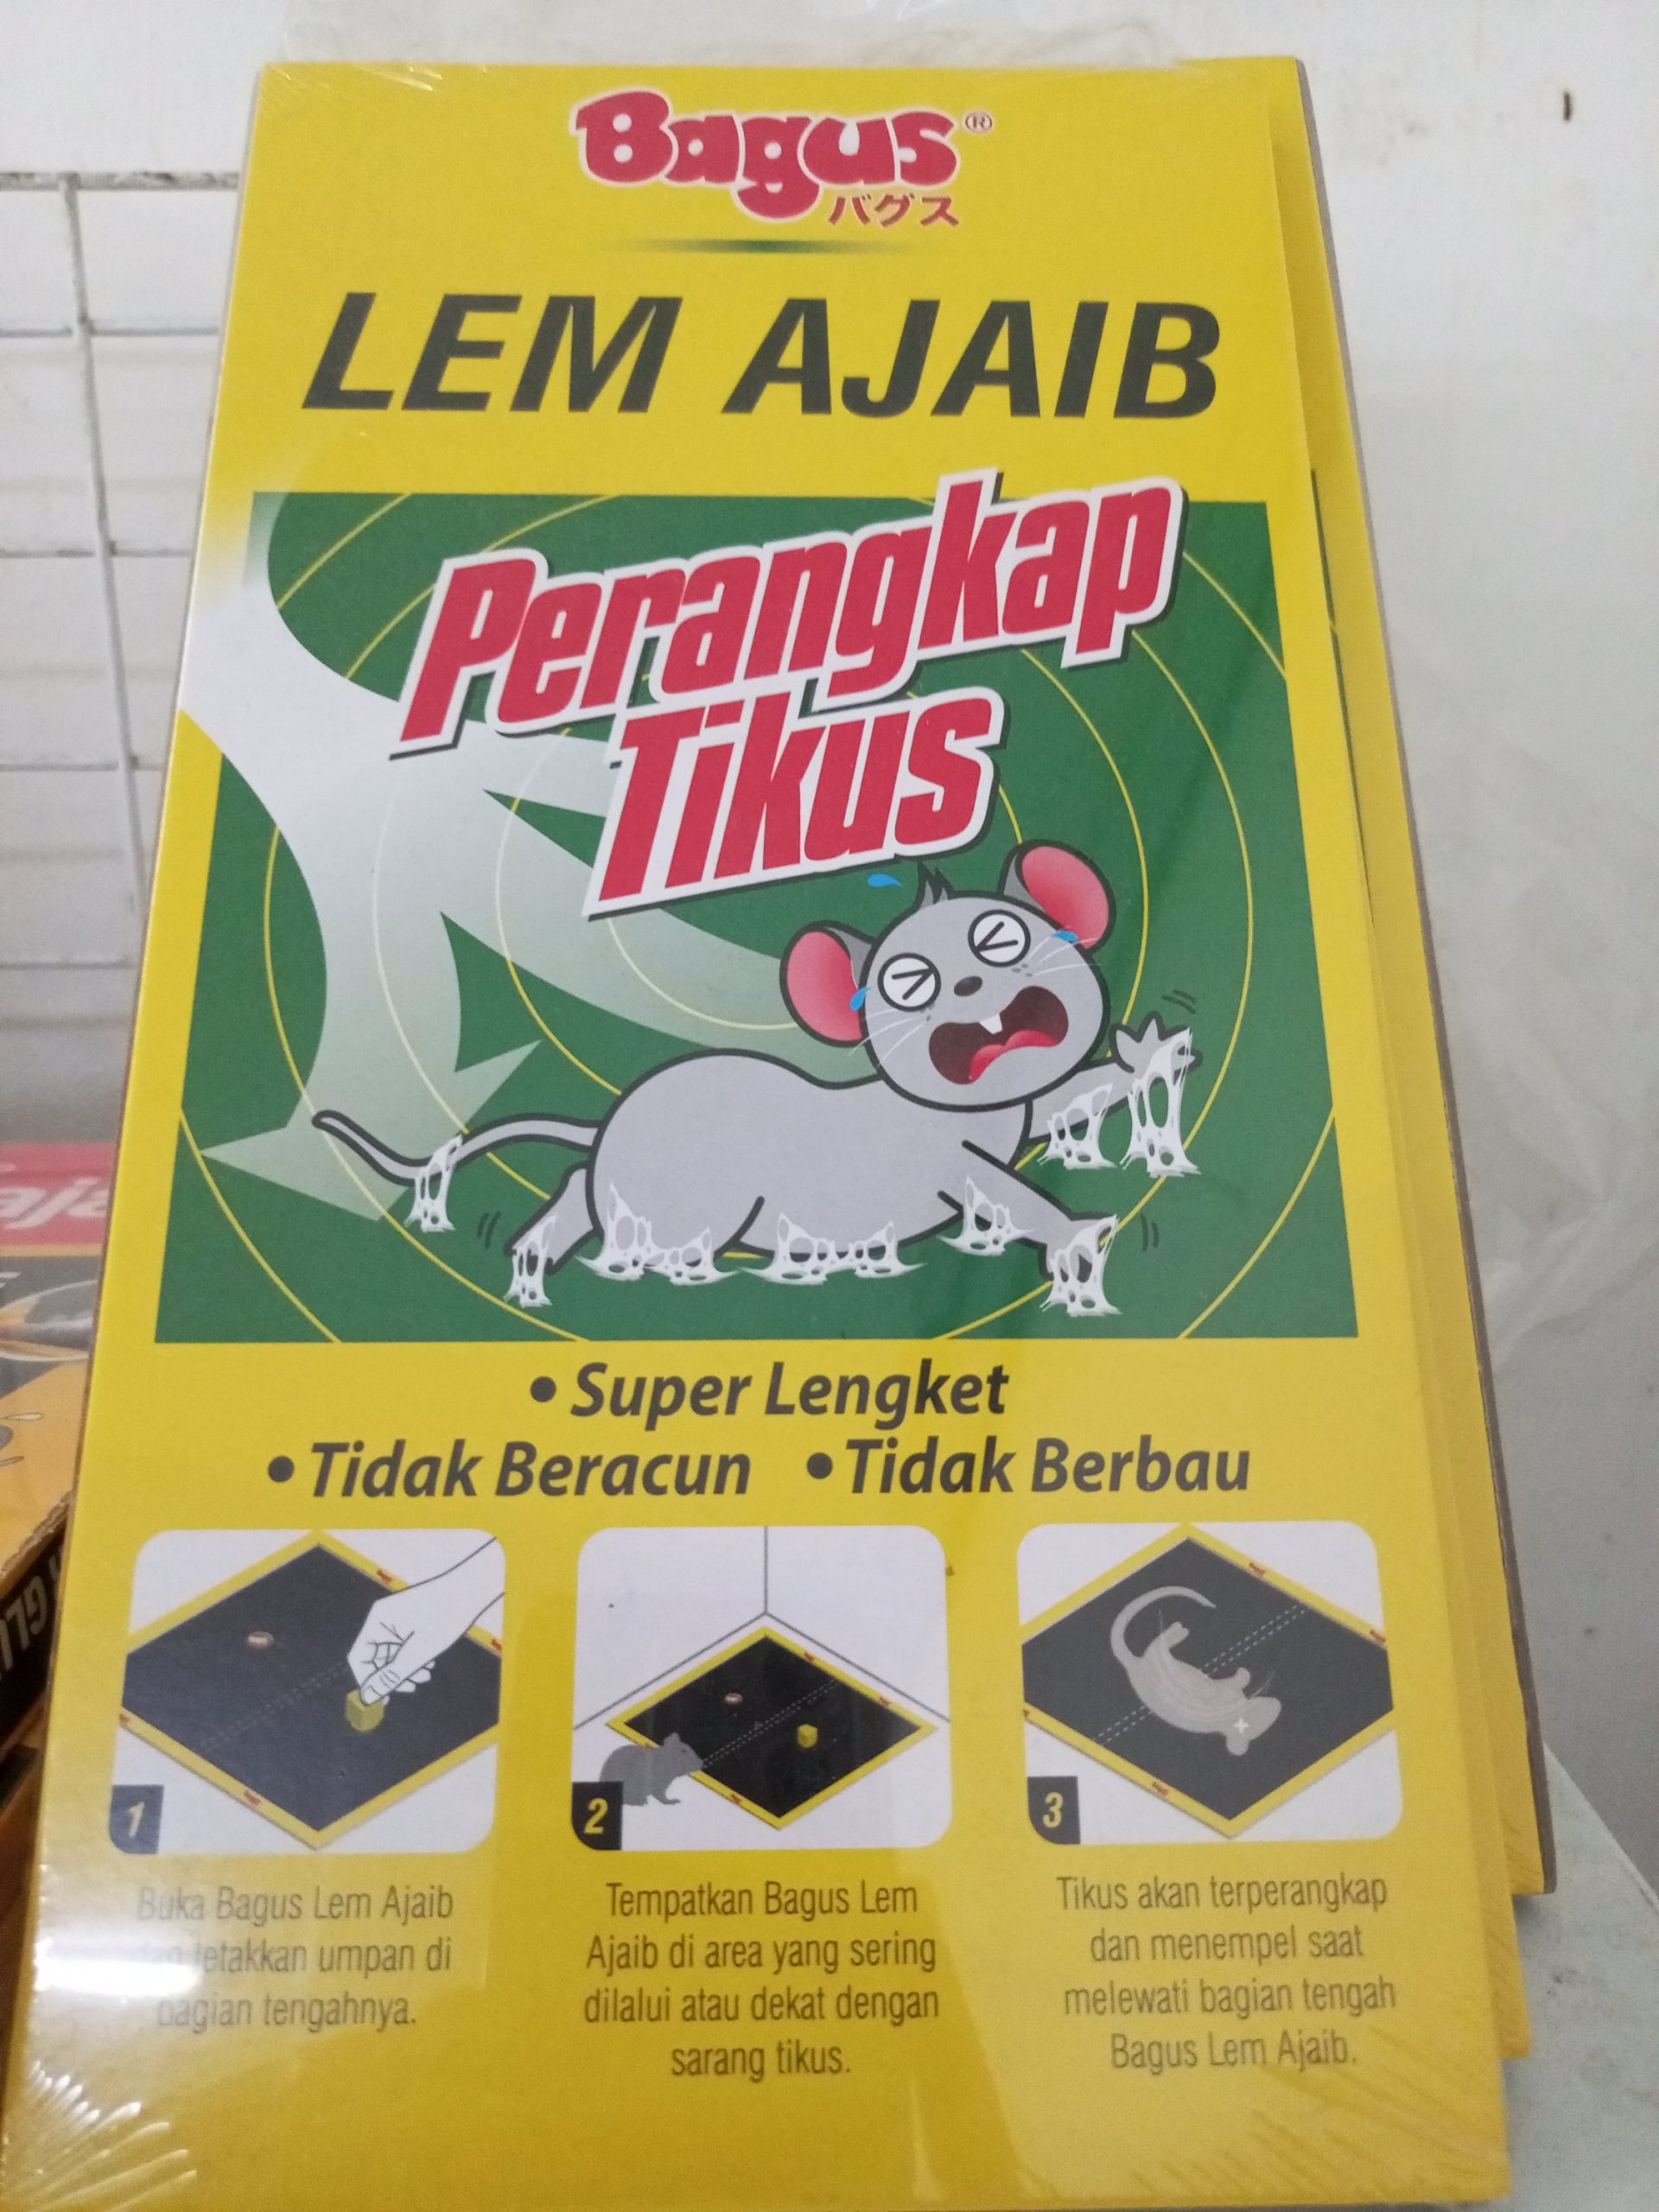 Bagus®
バグス
LEM AJAIB
Perangkap
Tikus
• Super Lengket
• Tidak Beracun • Tidak Berbau
1
2
3
Buka Bagus Lem Ajaib
dan letakkan umpan di
bagian tengahnya.
Tempatkan Bagus Lem
Ajaib di area yang sering
dilalui atau dekat dengan
sarang tikus.
Tikus akan terperangkap
dan menempel saat
melewati bagian tengah
Bagus Lem Ajaib.